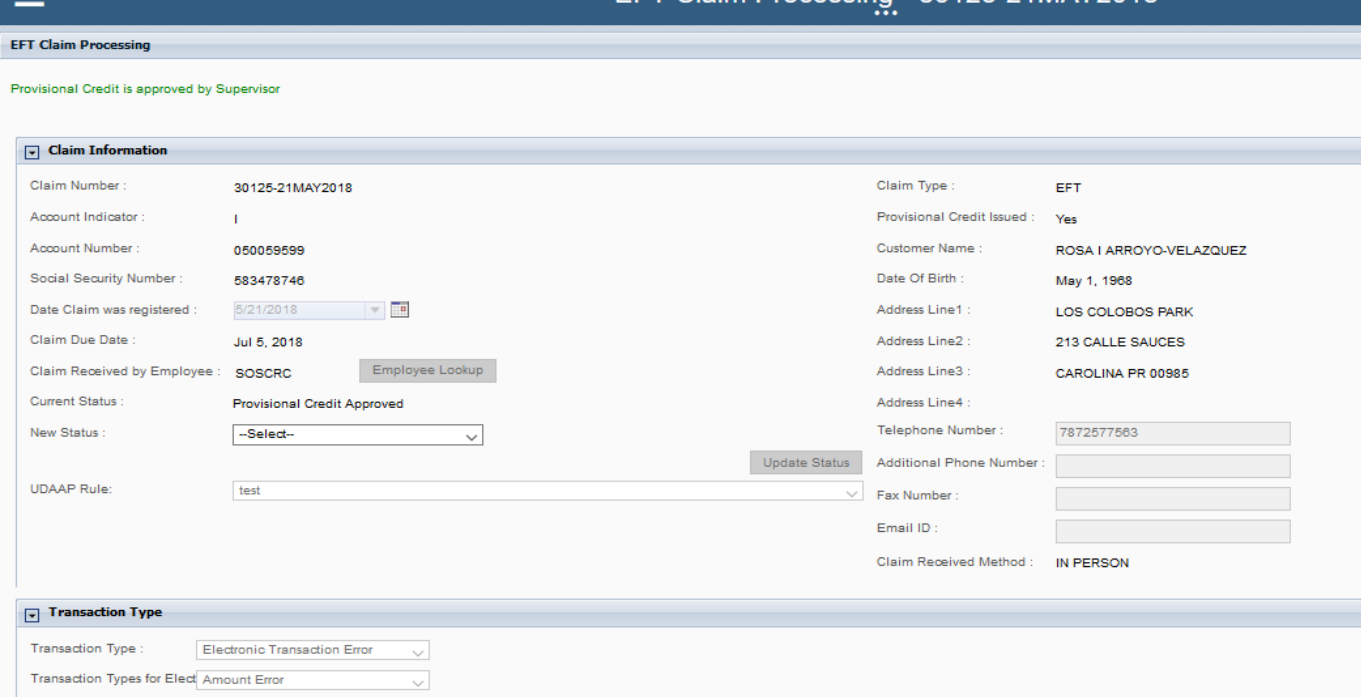 EFT Claim Processing 30125-21MAY2018
EFT Claim Processing
Provisional Credit is approved by Supervisor
Claim Information
Claim Number : 30125-21MAY2018
Account Indicator : I
Account Number : 050059599
Social Security Number : 583478746
Date Claim was registered : 5/21/2018
Claim Due Date : Jul 5, 2018
Claim Received by Employee : SOSCRC Employee Lookup
Current Status : Provisional Credit Approved
New Status : --Select--
Update Status
UDAAP Rule: test
Claim Type : EFT
Provisional Credit Issued : Yes
Customer Name : ROSA I ARROYO-VELAZQUEZ
Date Of Birth : May 1, 1968
Address Line1 : LOS COLOBOS PARK
Address Line2 : 213 CALLE SAUCES
Address Line3 : CAROLINA PR 00985
Address Line4 :
Telephone Number : 7872577563
Additional Phone Number :
Fax Number :
Email ID :
Claim Received Method : IN PERSON
Transaction Type
Transaction Type : Electronic Transaction Error
Transaction Types for Elect Amount Error